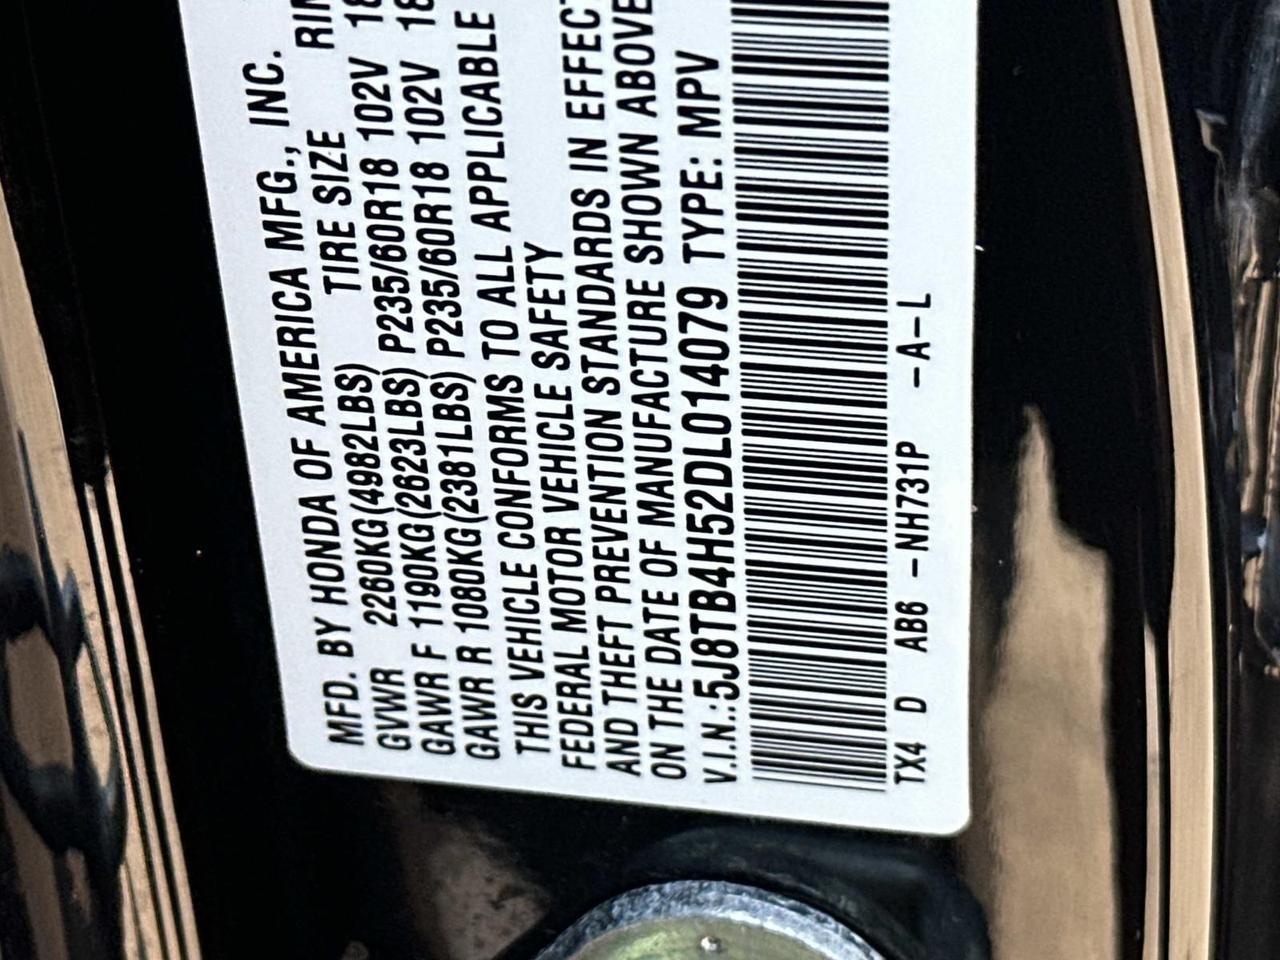 MFD. BY HONDA OF AMERICA MFG., INC.
TIRE SIZE
GVWR 2260KG(4982LBS)
GAWR F 1190KG(2623LBS) P235/60R18 102V 18
GAWR R 1080KG(2381LBS) P235/60R18 102V 18
THIS VEHICLE CONFORMS TO ALL APPLICABLE
FEDERAL MOTOR VEHICLE SAFETY
AND THEFT PREVENTION STANDARDS IN EFFECT
ON THE DATE OF MANUFACTURE SHOWN ABOVE
V.I.N.:5J8TB4H52DL014079 TYPE: MPV
TX4 D AB6 -NH731P -A-L